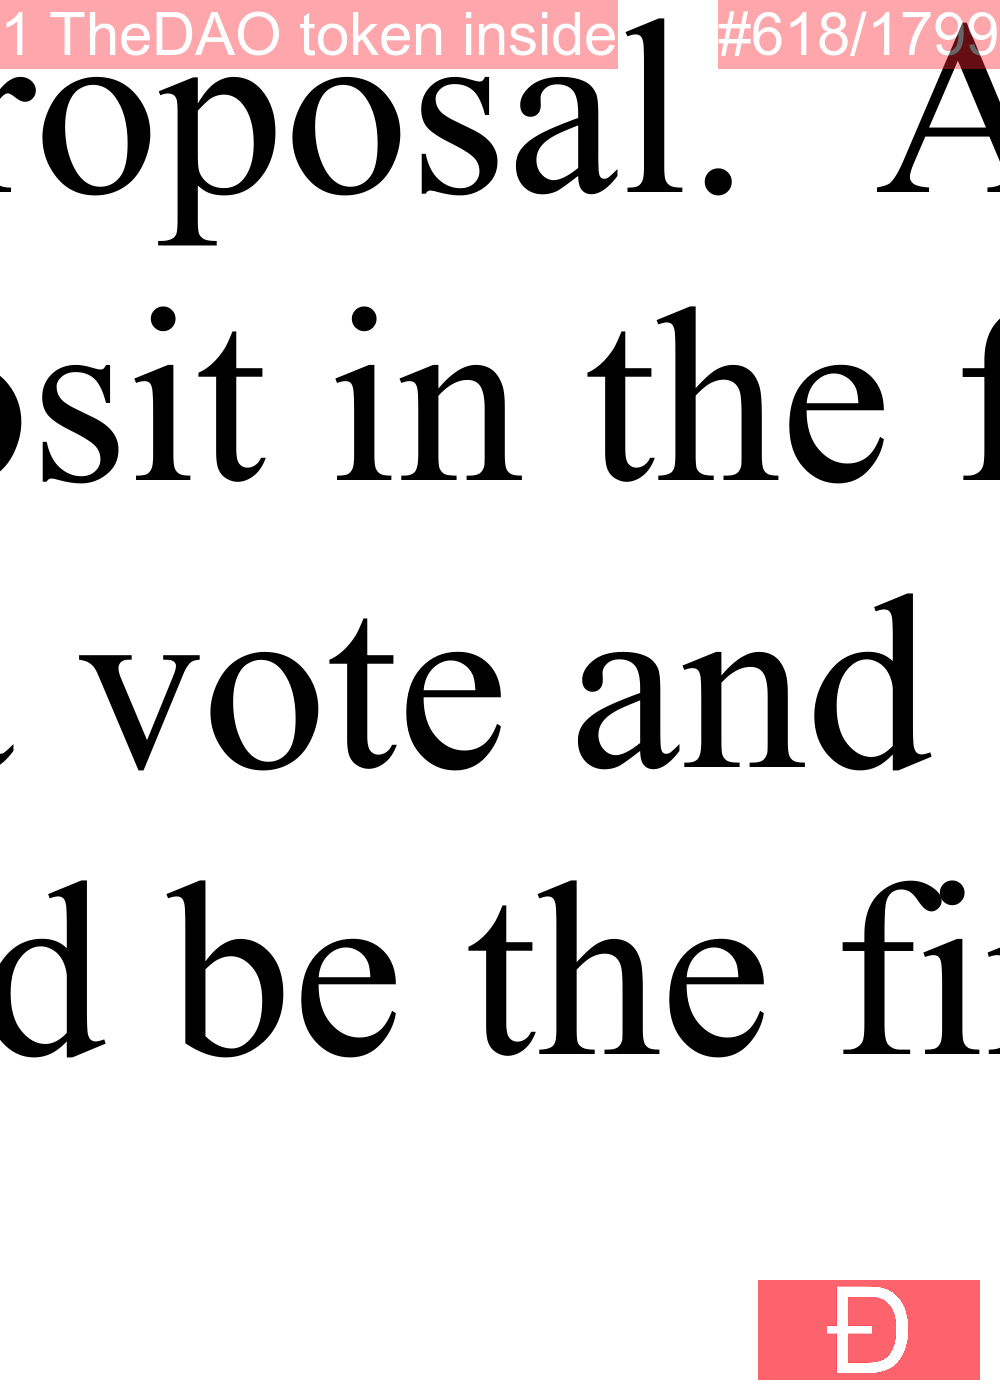 1 TheDAO token inside #618/1799
roposal. A
osit in the f
vote and
d be the fi
Đ